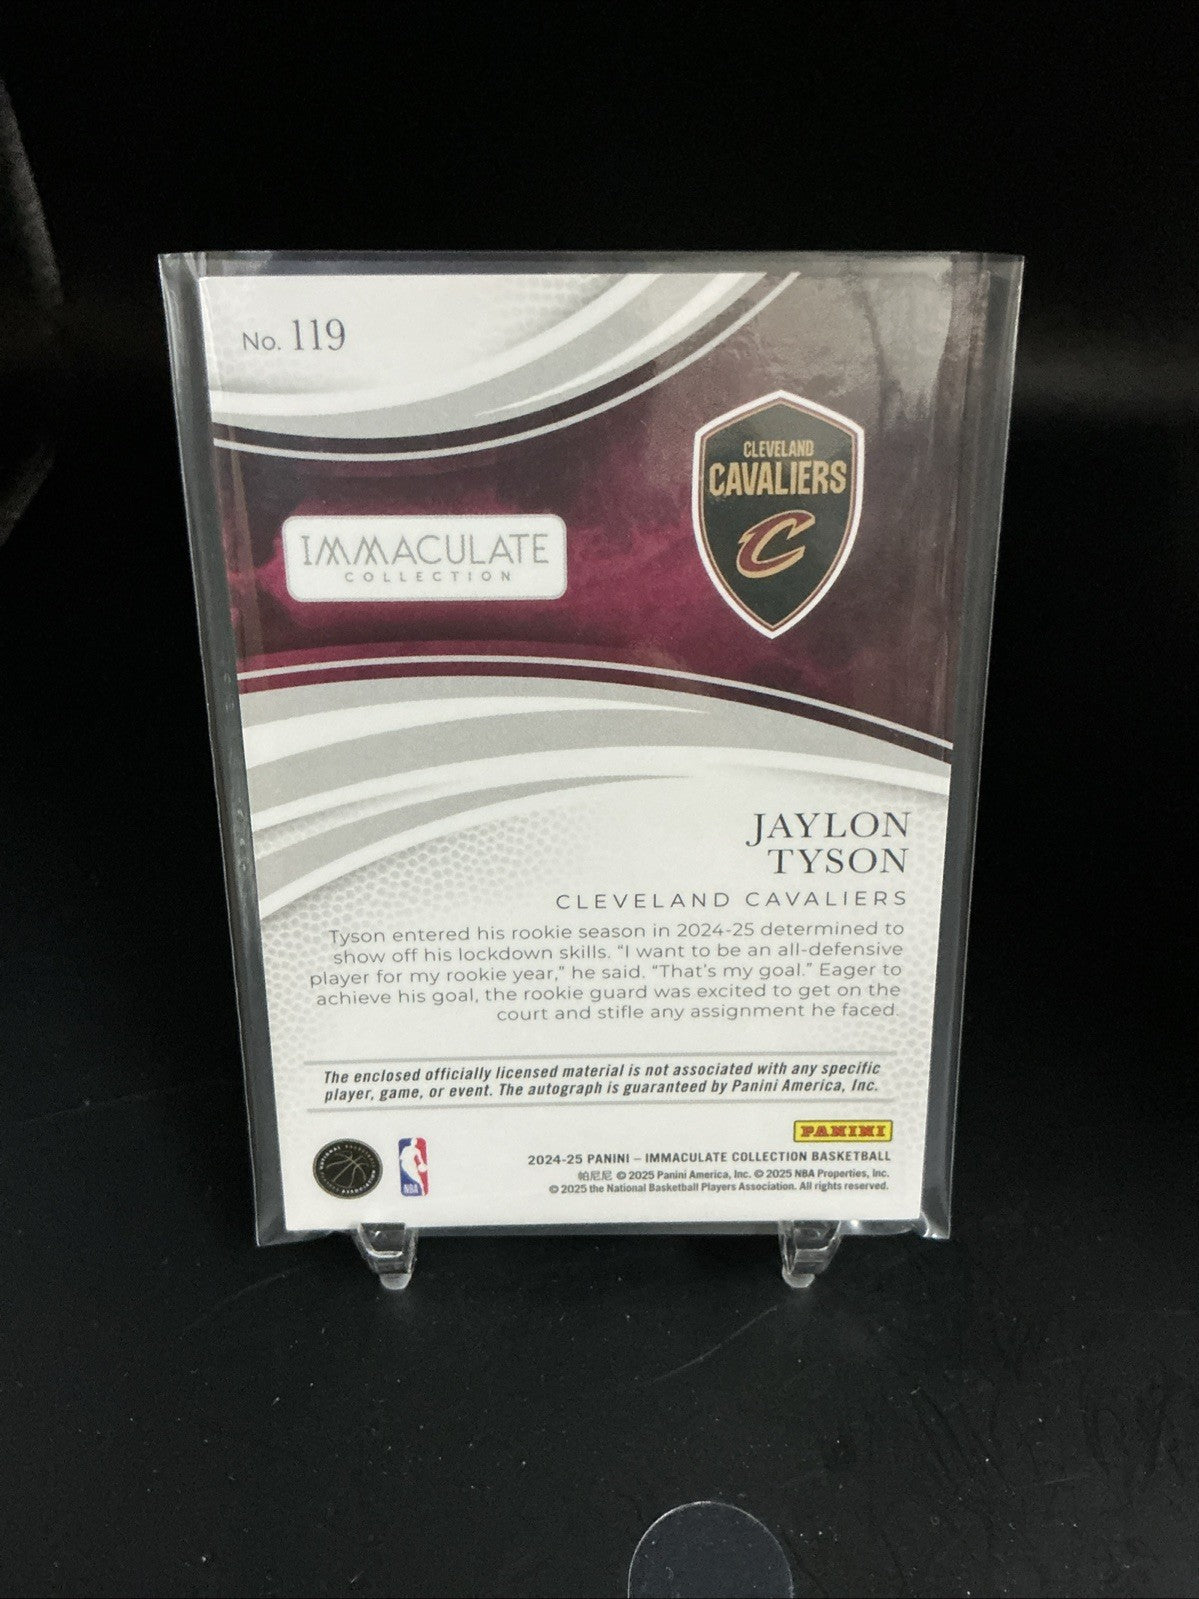 No. 119
CLEVELAND
CAVALIERS
C
IMMACULATE
COLLECTION
JAYLON
TYSON
CLEVELAND CAVALIERS
Tyson entered his rookie season in 2024-25 determined to
show off his lockdown skills. “I want to be an all-defensive
player for my rookie year,” he said. “That’s my goal.” Eager to
achieve his goal, the rookie guard was excited to get on the
court and stifle any assignment he faced.
The enclosed officially licensed material is not associated with any specific
player, game, or event. The autograph is guaranteed by Panini America, Inc.
PANINI
NBA
2024-25 PANINI – IMMACULATE COLLECTION BASKETBALL
帕尼尼 © 2025 Panini America, Inc. © 2025 NBA Properties, Inc.
© 2025 the National Basketball Players Association. All rights reserved.